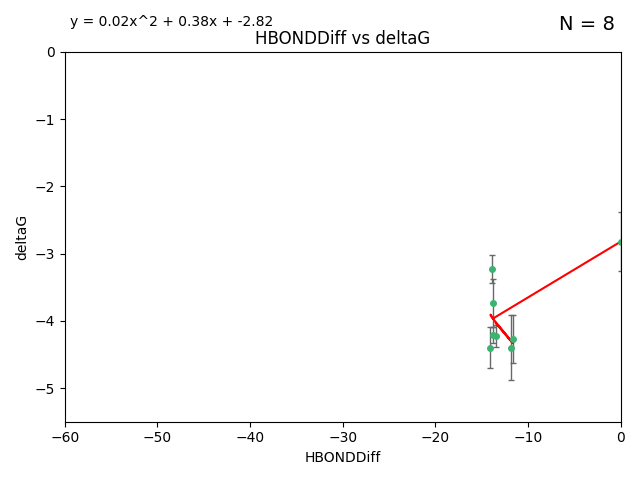 y = 0.02x^2 + 0.38x + -2.82
N = 8
HBONDDiff vs deltaG
deltaG
0
−1
−2
−3
−4
−5
−60 −50 −40 −30 −20 −10 0
HBONDDiff